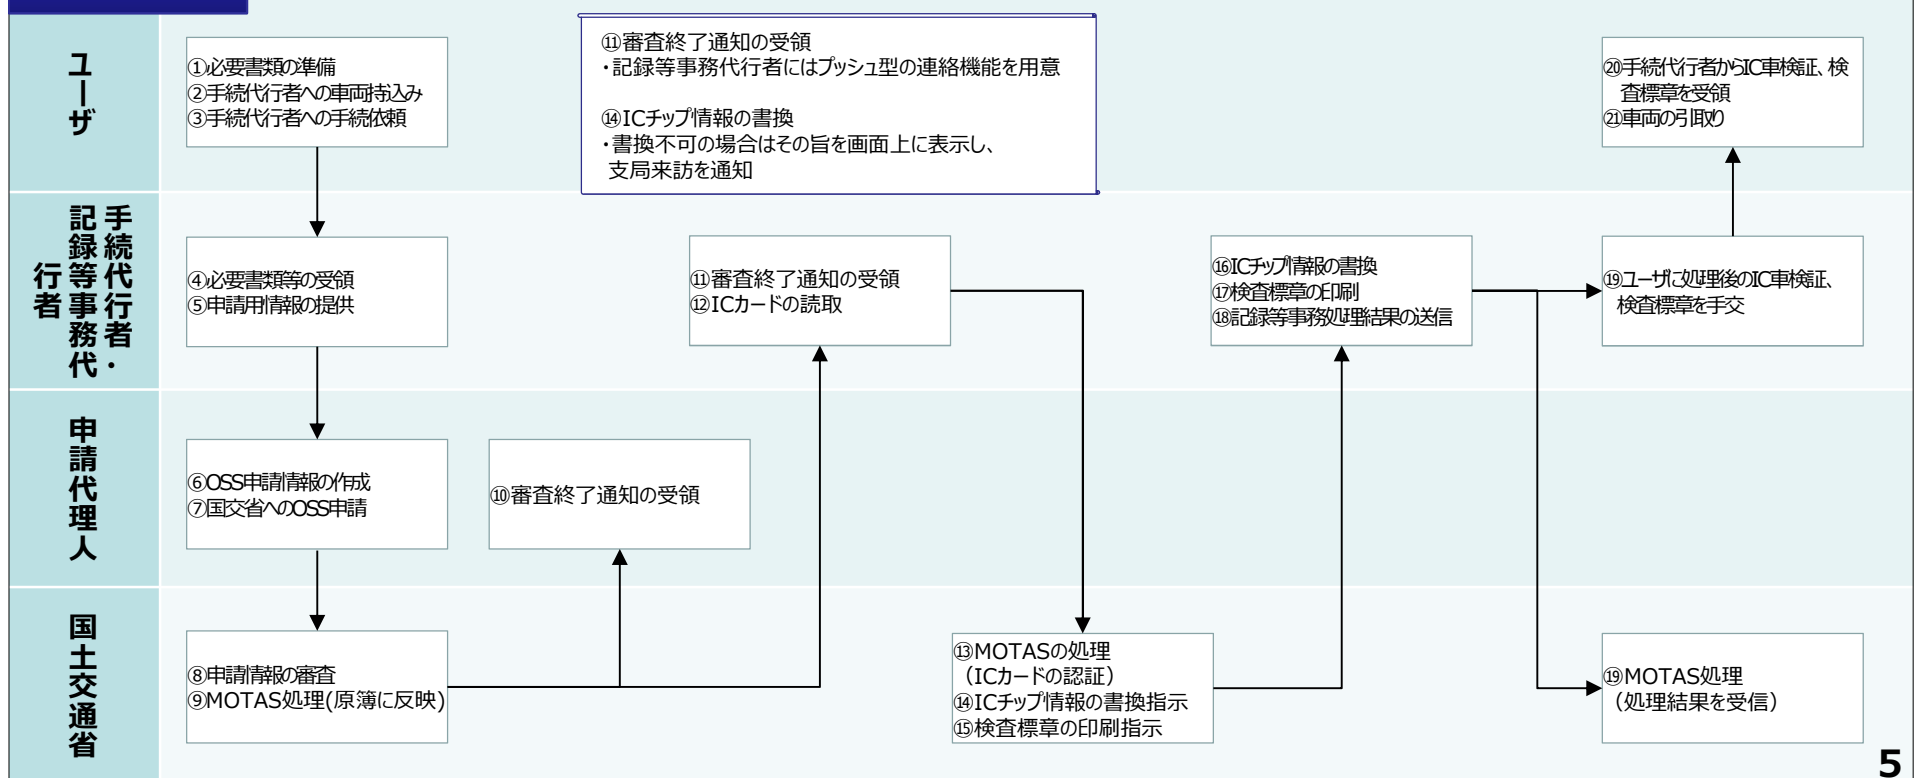 ユーザ
①必要書類の準備
②手続代行者への車両持込み
③手続代行者への手続依頼
⑪審査終了通知の受領
・記録等事務代行者にはプッシュ型の連絡機能を用意
⑭ICチップ情報の書換
・書換不可の場合はその旨を画面上に表示し、
支局来訪を通知
⑳手続代行者からIC車検証、検
査標章を受領
㉑車両の引取り
手続代行者・
記録等事務代
行者
④必要書類等の受領
⑤申請用情報の提供
⑪審査終了通知の受領
⑫ICカードの読取
⑯ICチップ情報の書換
⑰検査標章の印刷
⑱記録等事務処理結果の送信
⑲ユーザに処理後のIC車検証、
検査標章を手交
申請代理人
⑥OSS申請情報の作成
⑦国交省へのOSS申請
⑩審査終了通知の受領
国土交通省
⑧申請情報の審査
⑨MOTAS処理(原簿に反映)
⑬MOTASの処理
（ICカードの認証）
⑭ICチップ情報の書換指示
⑮検査標章の印刷指示
⑲MOTAS処理
（処理結果を受信）
5